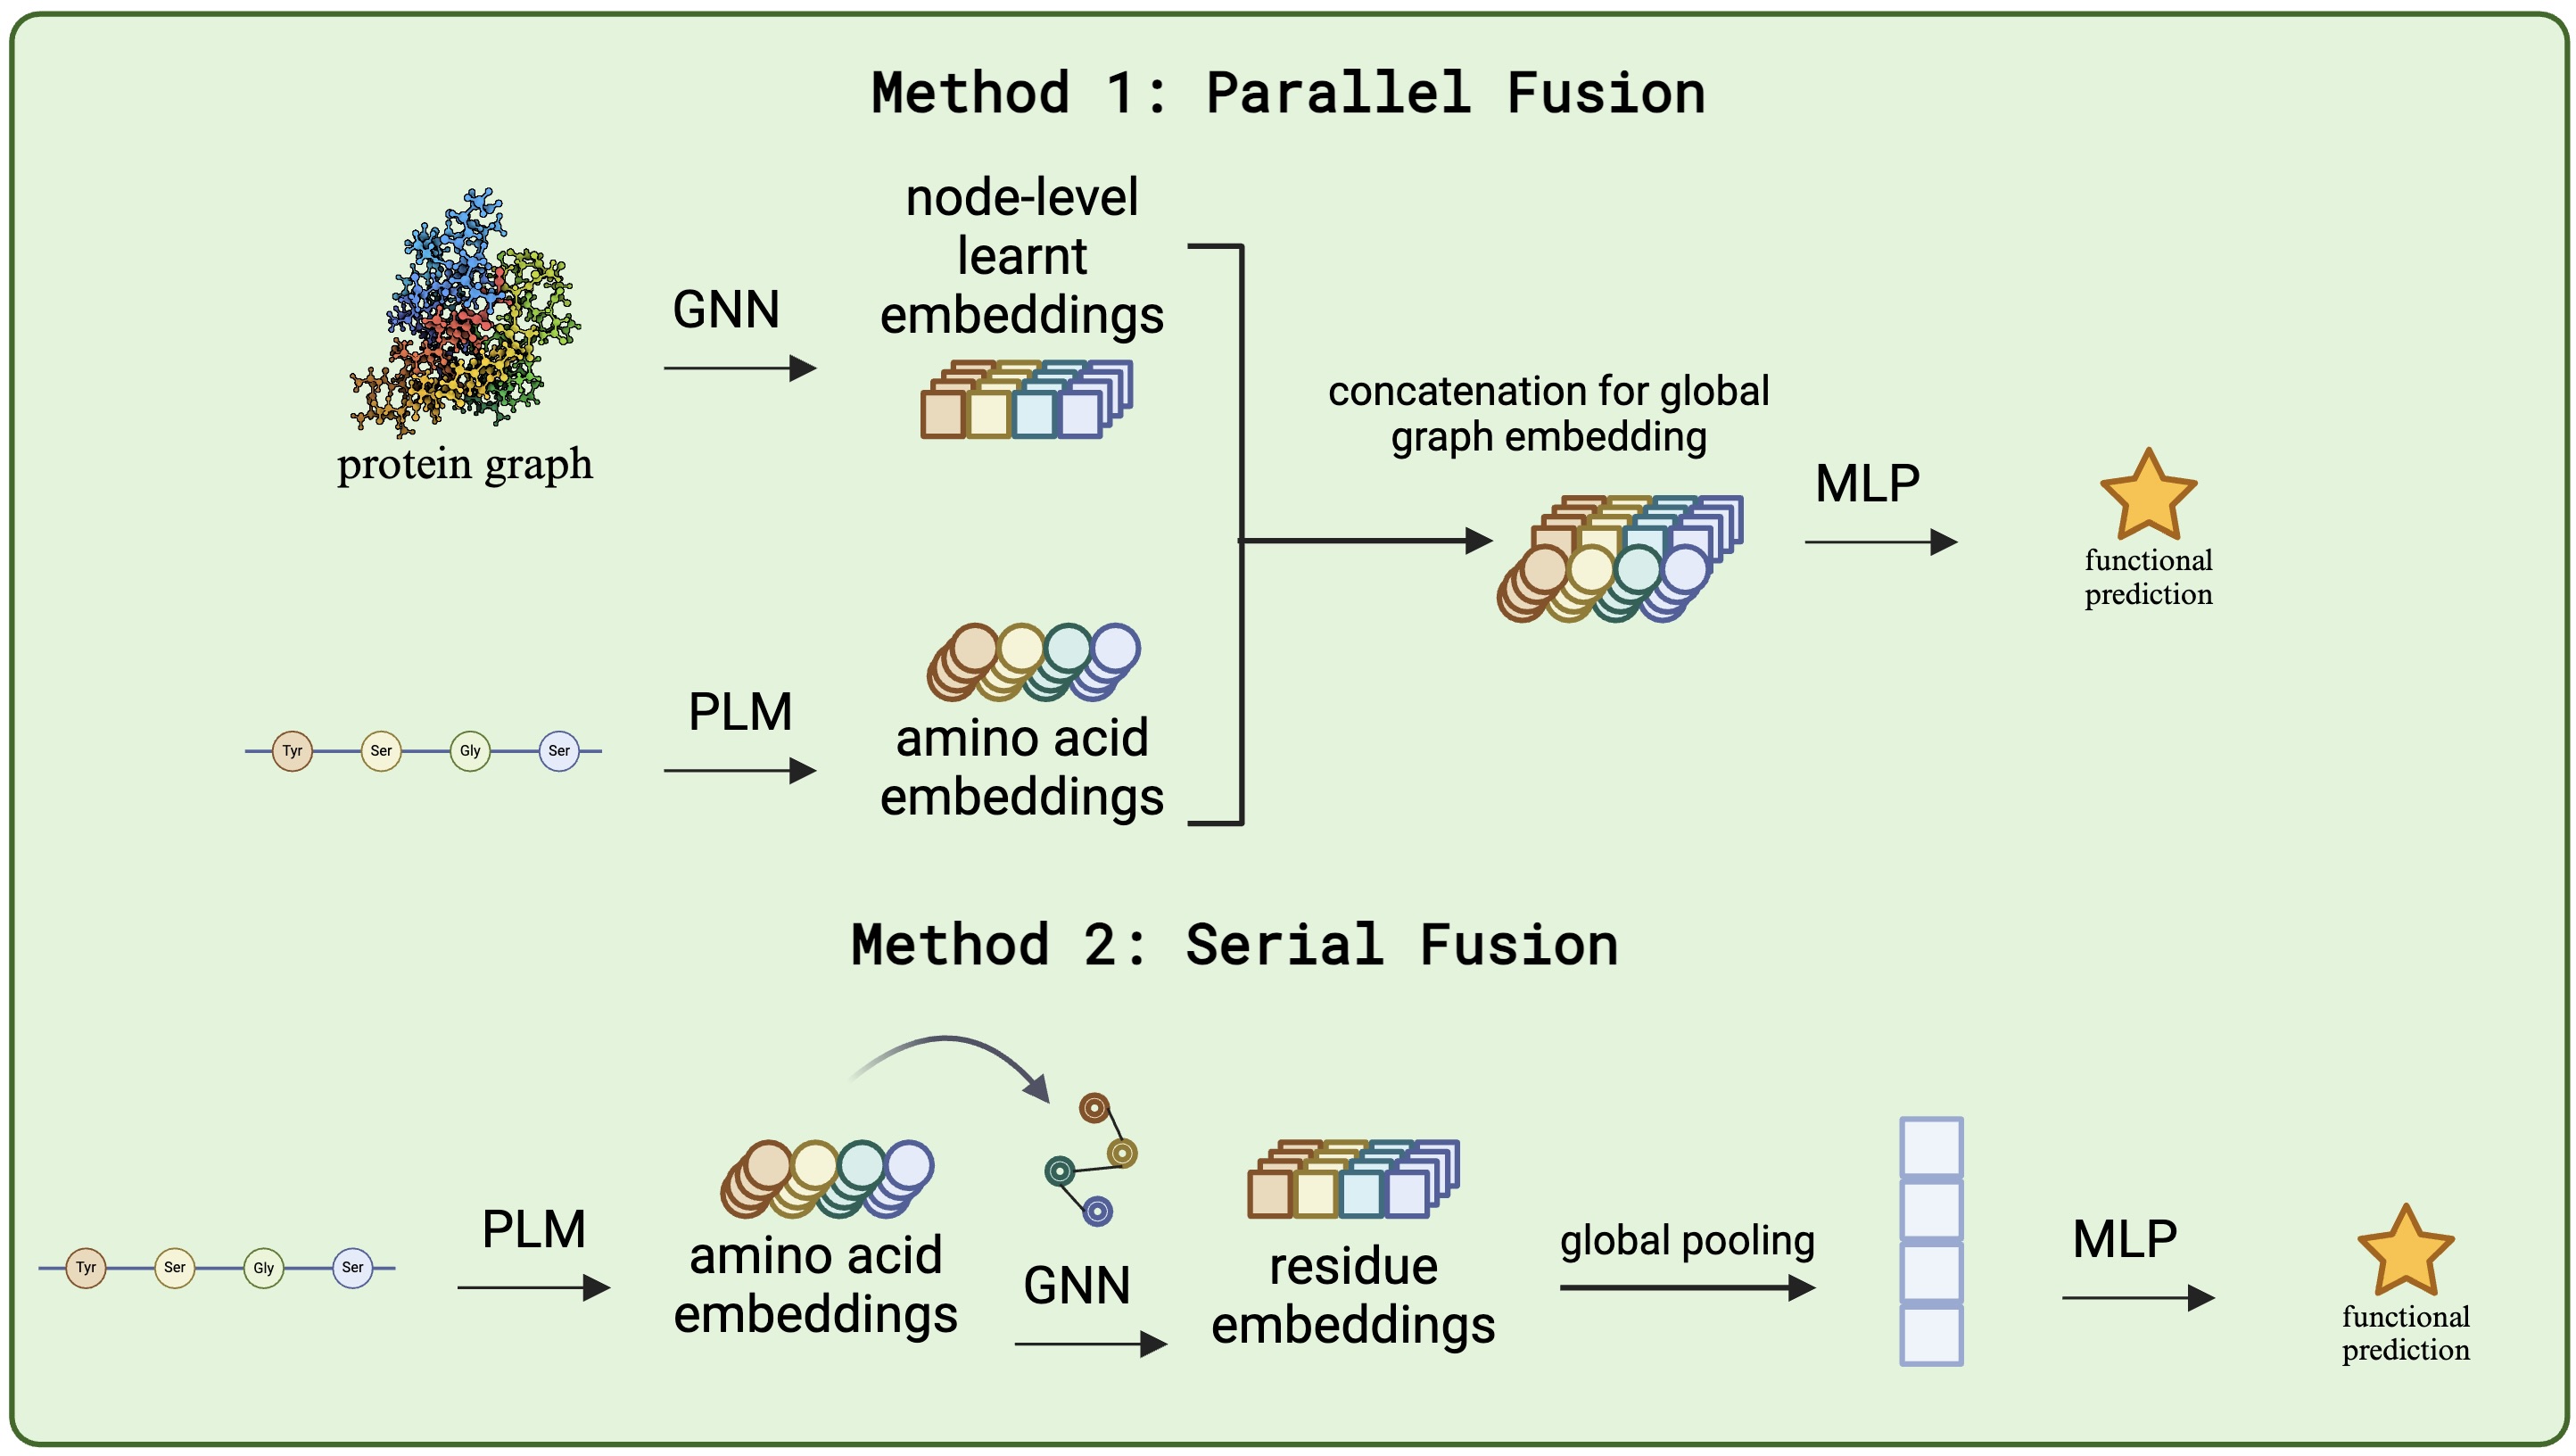 Method 1: Parallel Fusion
node-level
learnt
embeddings
GNN
protein graph
concatenation for global
graph embedding
MLP
functional
prediction
PLM
Tyr
Ser
Gly
Ser
amino acid
embeddings
Method 2: Serial Fusion
Tyr
Ser
Gly
Ser
PLM
amino acid
embeddings
GNN
residue
embeddings
global pooling
MLP
functional
prediction